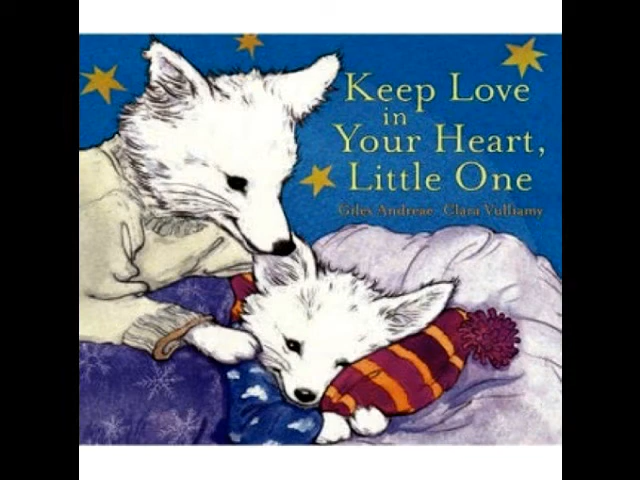 Keep Love
in
Your Heart,
Little One
Giles Andreae · Clara Vulliamy